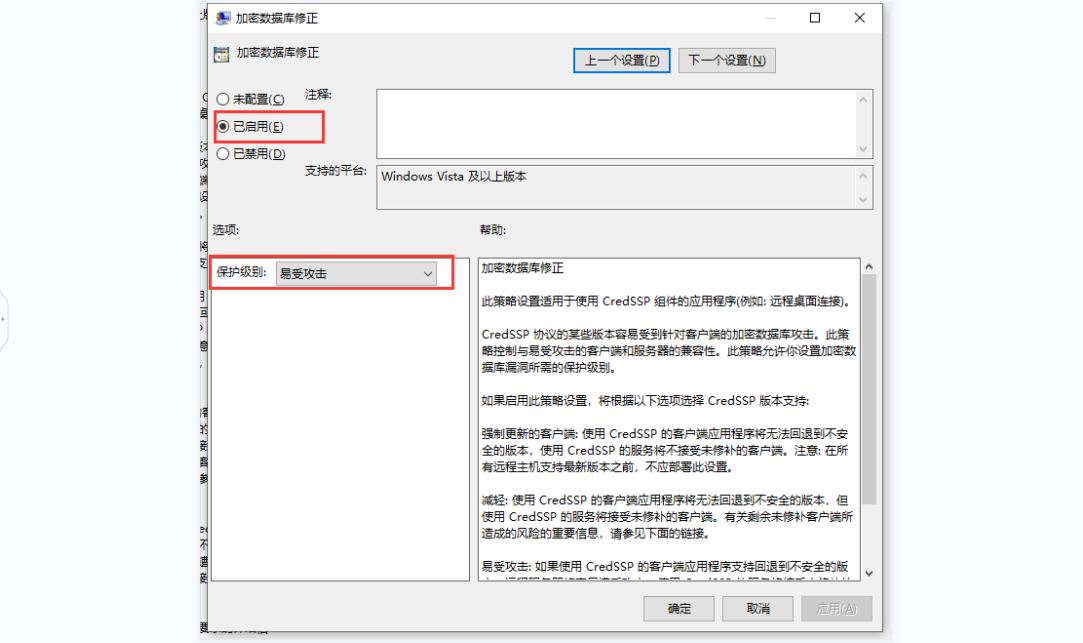 加密数据库修正
加密数据库修正
上一个设置(P)
下一个设置(N)
未配置(C)
注释:
已启用(E)
已禁用(D)
支持的平台:
Windows Vista 及以上版本
选项:
帮助:
保护级别:
易受攻击
加密数据库修正
此策略设置适用于使用 CredSSP 组件的应用程序(例如: 远程桌面连接)。
CredSSP 协议的某些版本容易受到针对客户端的加密数据库攻击。此策
略控制与易受攻击的客户端和服务器的兼容性。此策略允许你设置加密数
据库漏洞所需的保护级别。
如果启用此策略设置，将根据以下选项选择 CredSSP 版本支持:
强制更新的客户端: 使用 CredSSP 的客户端应用程序将无法回退到不安
全的版本，使用 CredSSP 的服务将不接受未修补的客户端。注意: 在所
有远程主机支持最新版本之前，不应部署此设置。
减轻: 使用 CredSSP 的客户端应用程序将无法回退到不安全的版本，但
使用 CredSSP 的服务将接受未修补的客户端。有关剩余未修补客户端所
造成的风险的重要信息，请参见下面的链接。
易受攻击: 如果使用 CredSSP 的客户端应用程序支持回退到不安全的版
确定
取消
应用(A)